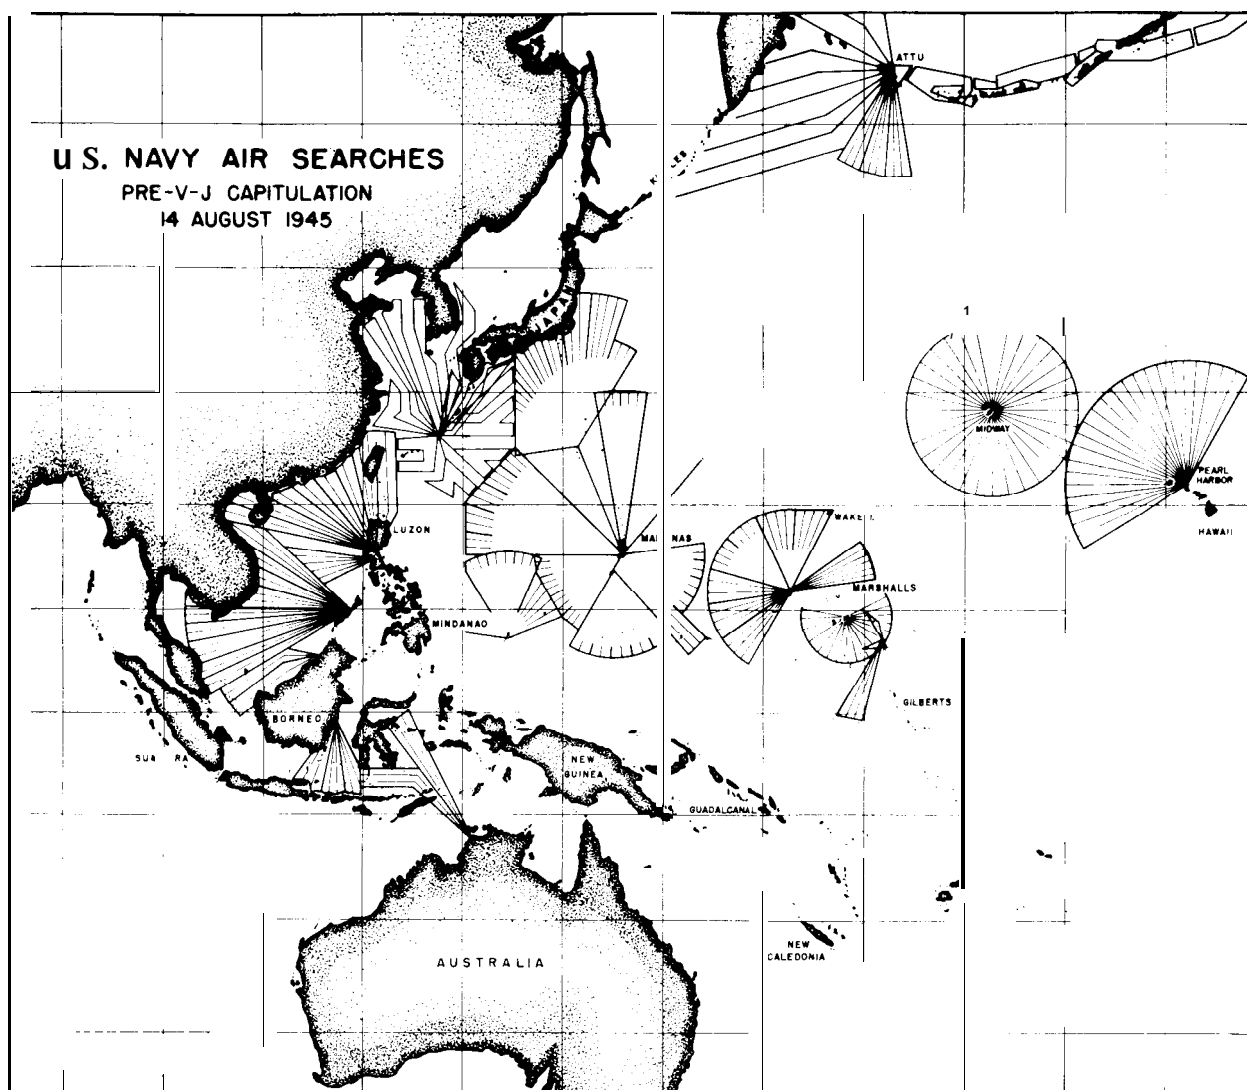 U S. NAVY AIR SEARCHES
PRE-V-J CAPITULATION
14 AUGUST 1945
ATTU
JAPAN
MIDWAY
PEARL
HARBOR
HAWAII
LUZON
MARSHALLS
MINDANAO
GILBERTS
BORNEO
NEW
GUINEA
GUADALCANAL
NEW
CALEDONIA
AUSTRALIA